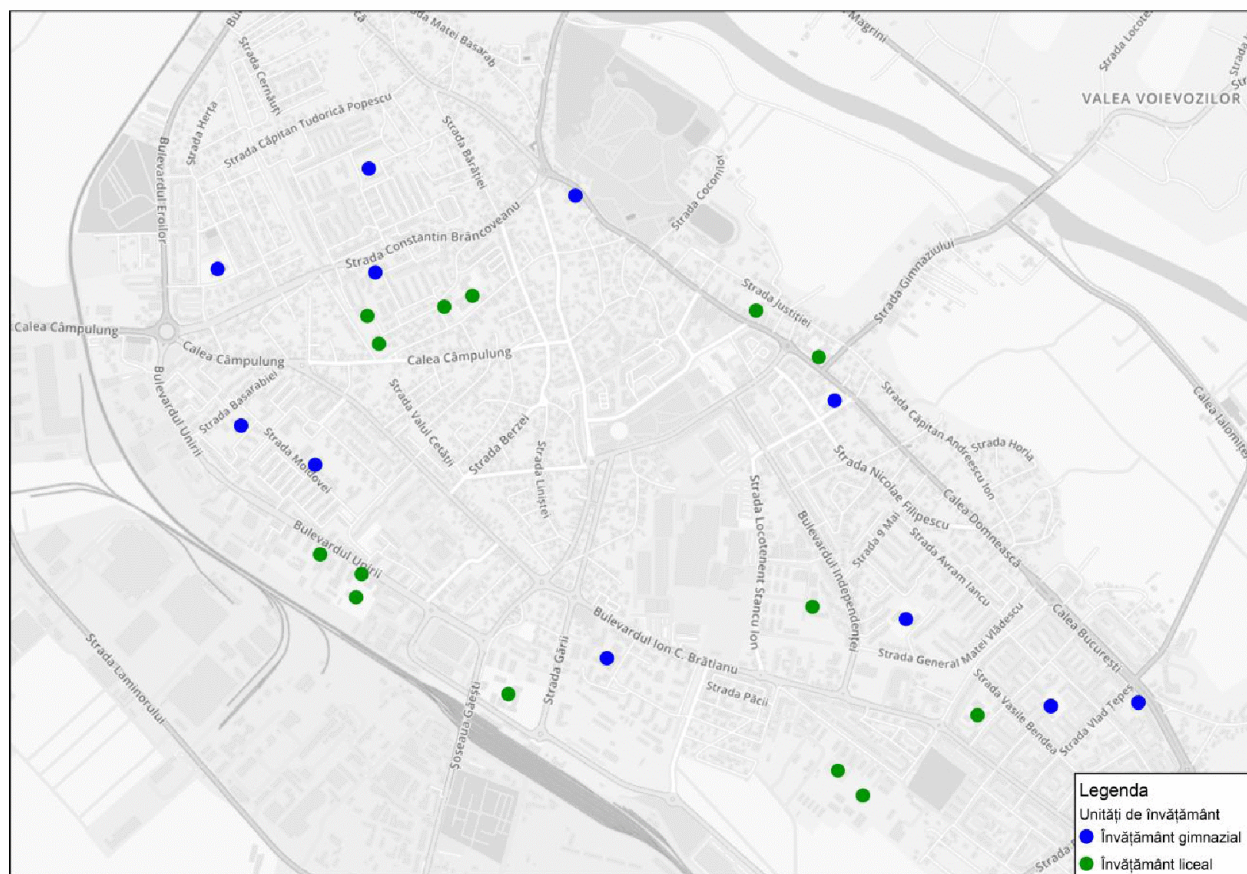 Strada Matei Basarab
Magrini
Strada Cernăuți
Strada Herța
Strada Căpitan Tudorică Popescu
Strada Bărăției
VALEA VOIEVOZILOR
Bulevardul Eroilor
Strada Coconilor
Strada Constantin Brâncoveanu
Strada Gimnaziului
Strada Justiției
Calea Câmpulung
Calea Câmpulung
Calea Câmpulung
Bulevardul Unirii
Strada Basarabiei
Strada Valui Cetății
Strada Berzei
Strada Liniștei
Strada Moldovei
Strada Căpitan Andreescu Ion
Calea Ialomiței
Strada Horia
Strada Nicolae Filipescu
Calea Domnească
Strada Locotenent Stancu Ion
Bulevardul Independenței
Strada 9 Mai
Strada Avram Iancu
Bulevardul Unirii
Bulevardul Ion C. Brătianu
Strada General Matei Vlădescu
Calea București
Strada Gării
Șoseaua Găești
Strada Păcii
Strada Vasile Bendea
Strada Vlad Țepeș
Strada Laminorului
Legenda
Unități de învățământ
Învățământ gimnazial
Învățământ liceal